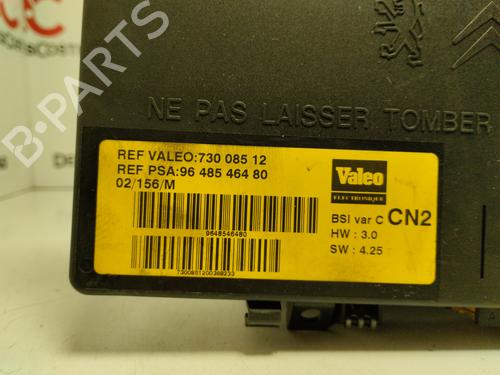 NE PAS LAISSER TOMBER
REF VALEO:730 085 12
REF PSA:96 485 464 80
02/156/M
9648546480
Valeo
ELECTRONIQUE
BSI var C CN2
HW : 3.0
SW : 4.25
B-PARTS